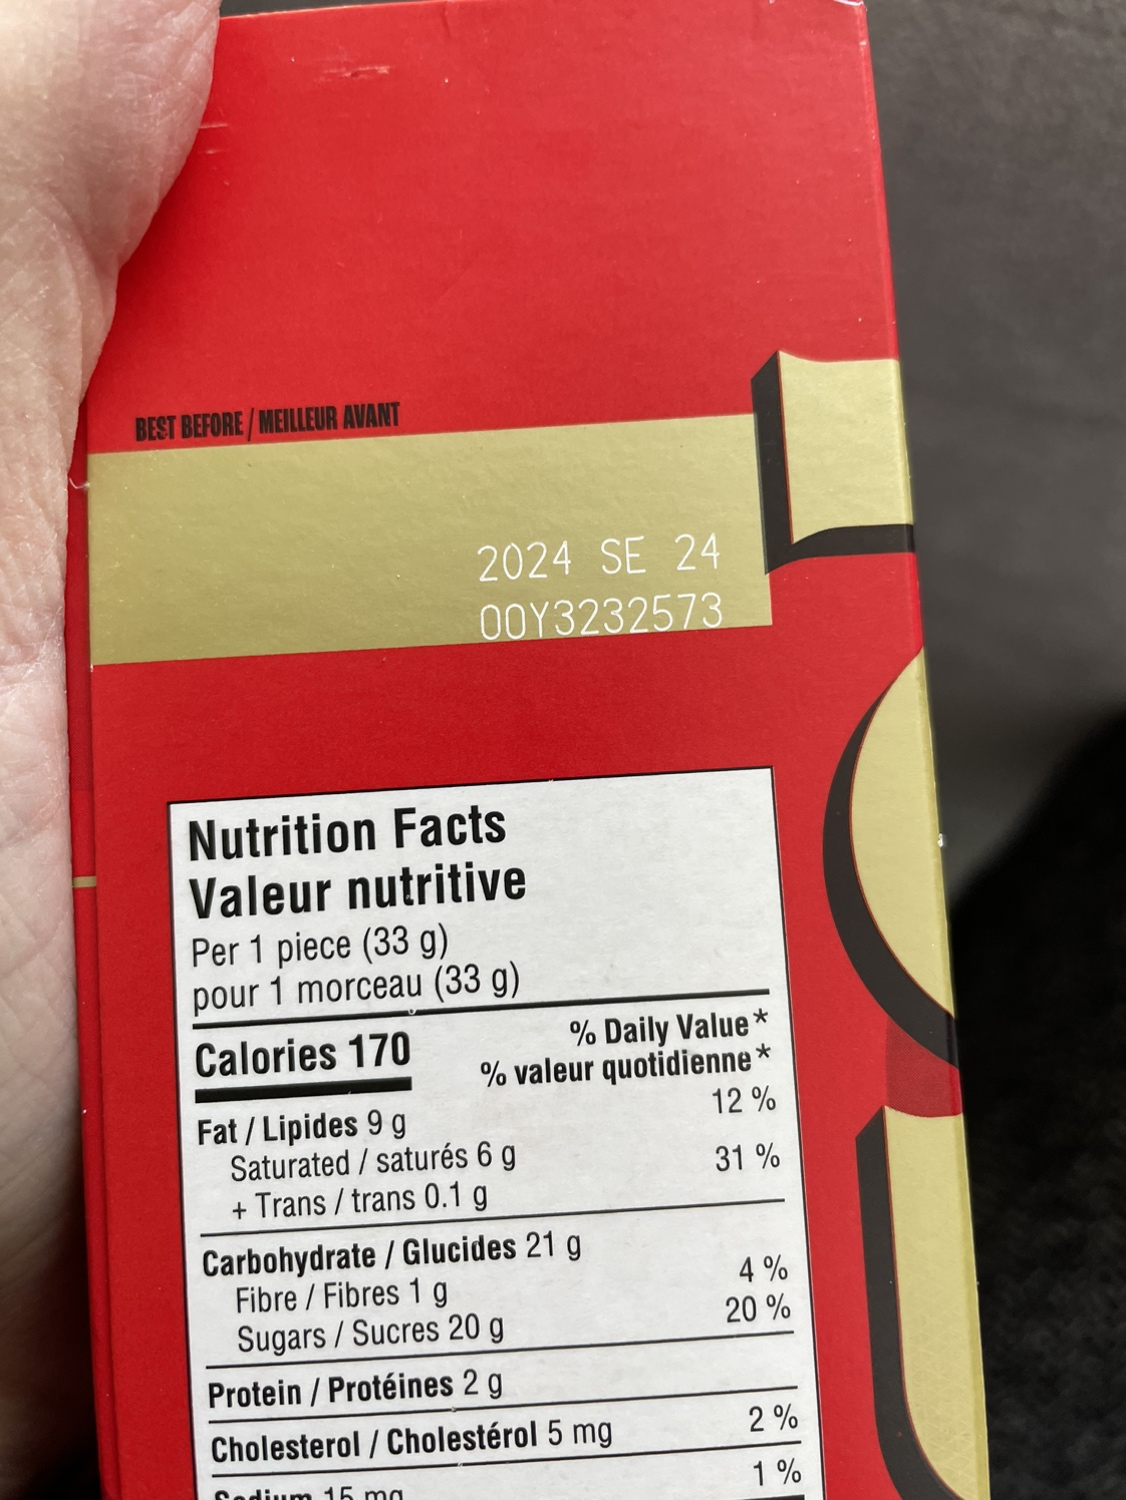 BEST BEFORE / MEILLEUR AVANT
2024 SE 24
00Y3232573
Nutrition Facts
Valeur nutritive
Per 1 piece (33 g)
pour 1 morceau (33 g)
Calories 170
% Daily Value*
% valeur quotidienne*
Fat / Lipides 9 g 12 %
Saturated / saturés 6 g 31 %
+ Trans / trans 0.1 g
Carbohydrate / Glucides 21 g
Fibre / Fibres 1 g 4 %
Sugars / Sucres 20 g 20 %
Protein / Protéines 2 g
Cholesterol / Cholestérol 5 mg 2 %
Sodium 15 mg 1 %